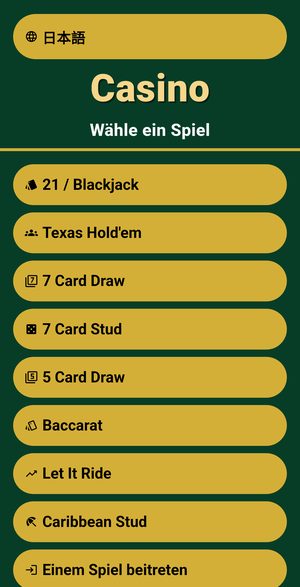 日本語
Casino
Wähle ein Spiel
21 / Blackjack
Texas Hold'em
7 Card Draw
7 Card Stud
5 Card Draw
Baccarat
Let It Ride
Caribbean Stud
Einem Spiel beitreten